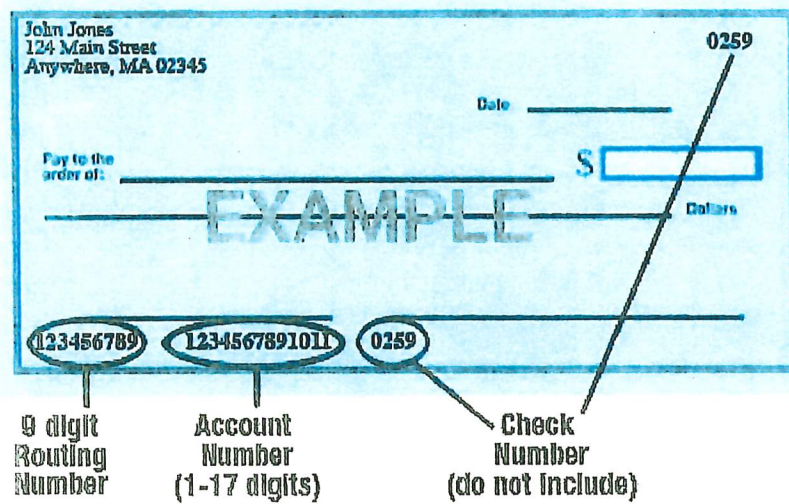 John Jones
124 Main Street
Anywhere, MA 02345
0259
Date
Pay to the
order of:
$
EXAMPLE
Dollars
123456789
1234567891011
0259
9 digit
Routing
Number
Account
Number
(1-17 digits)
Check
Number
(do not include)